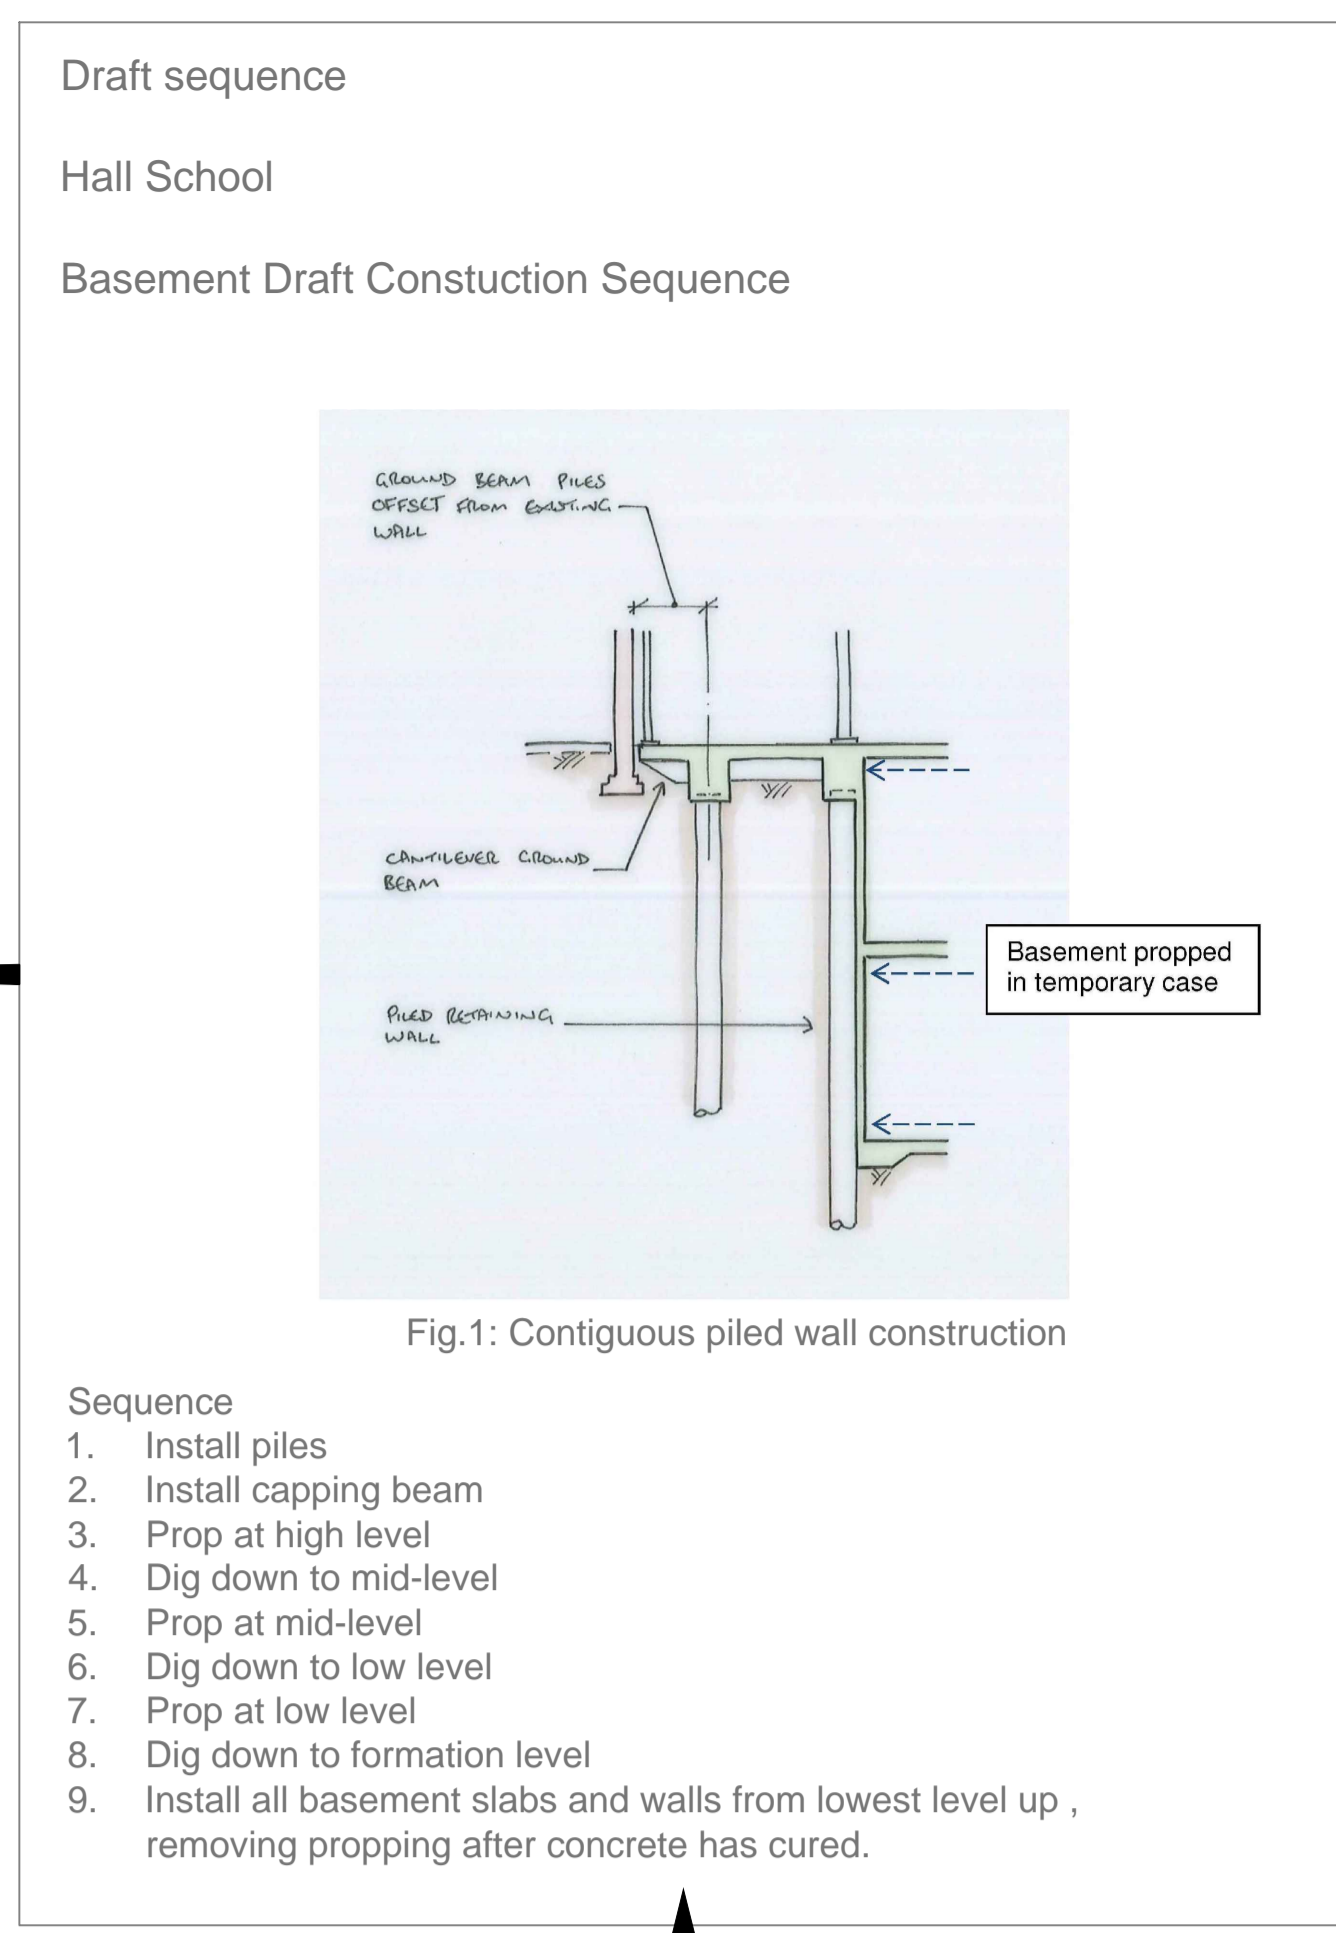 Draft sequence
Hall School
Basement Draft Constuction Sequence
GROUND BEAM PILES
OFFSET FROM EXISTING
WALL
CANTILEVER GROUND
BEAM
Basement propped
in temporary case
PILED RETAINING
WALL
Fig.1: Contiguous piled wall construction
Sequence
1. Install piles
2. Install capping beam
3. Prop at high level
4. Dig down to mid-level
5. Prop at mid-level
6. Dig down to low level
7. Prop at low level
8. Dig down to formation level
9. Install all basement slabs and walls from lowest level up ,
removing propping after concrete has cured.